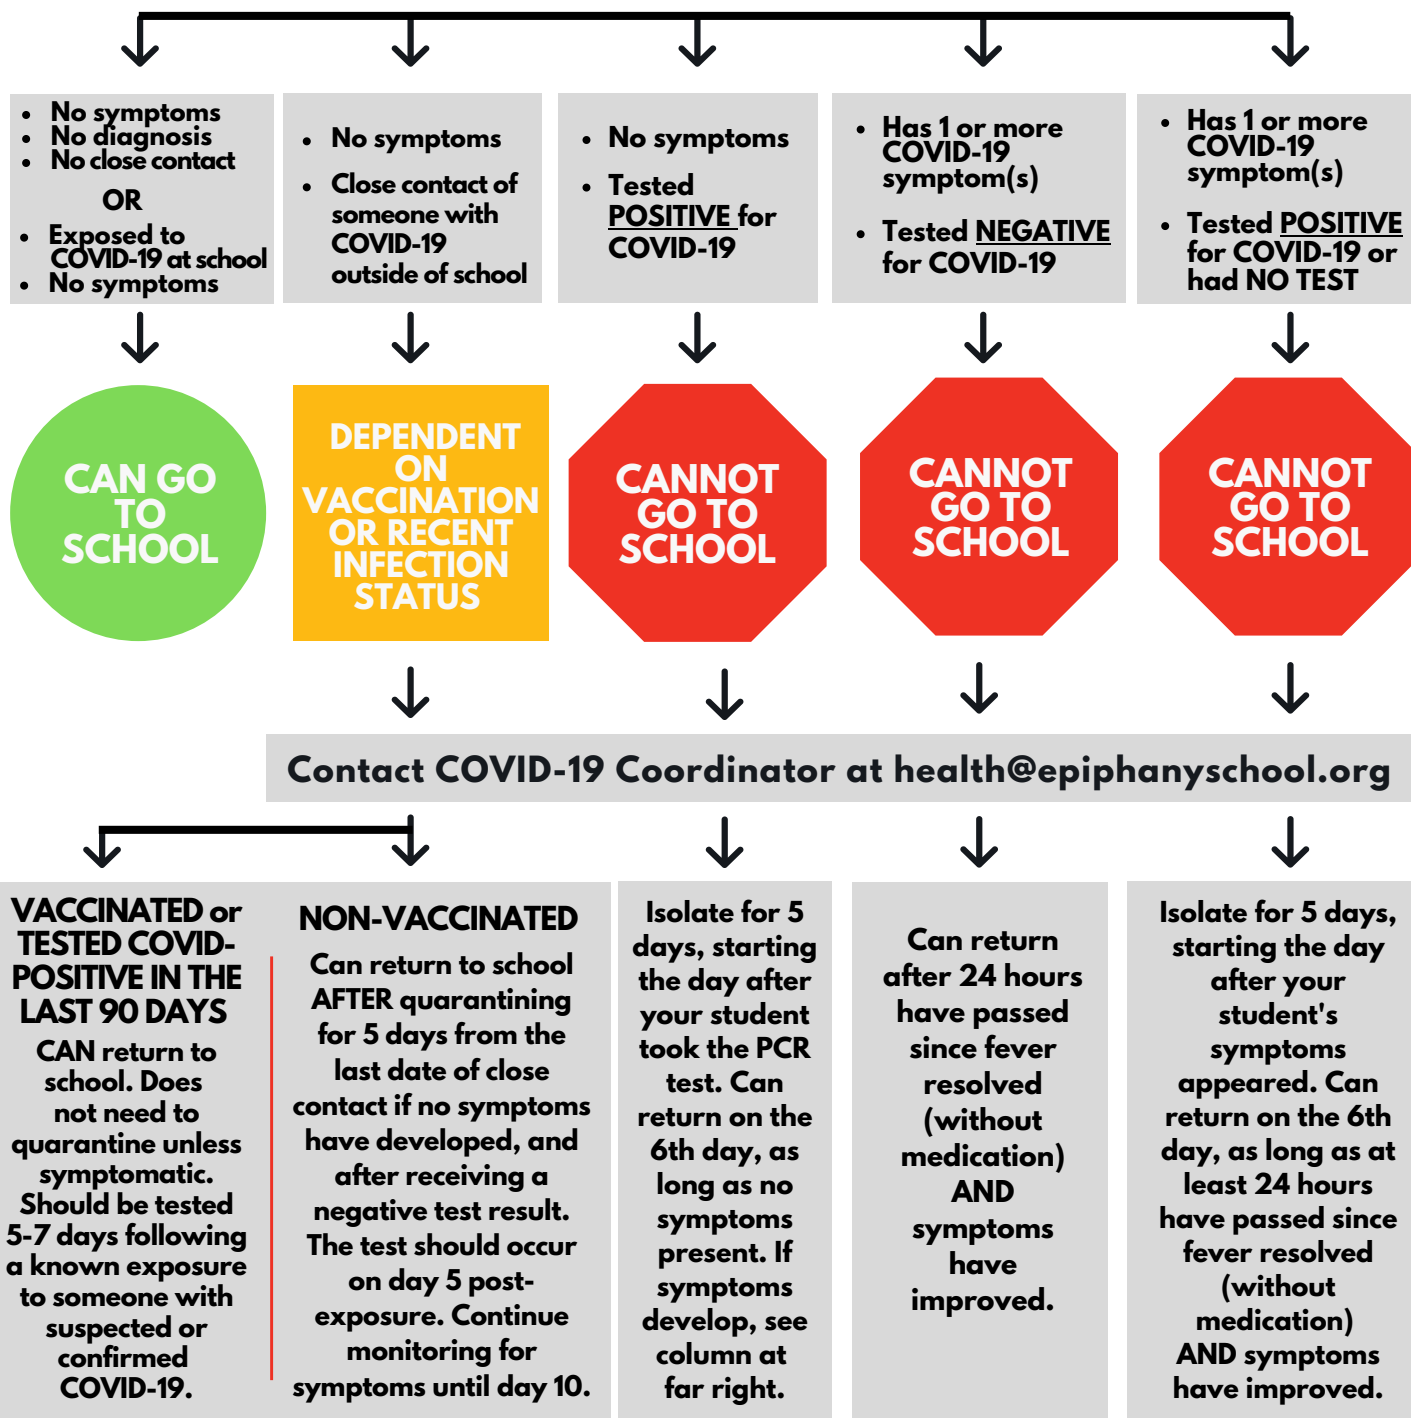 No symptoms
No diagnosis
No close contact
OR
Exposed to
COVID-19 at school
No symptoms
No symptoms
Close contact of
someone with
COVID-19
outside of school
No symptoms
Tested
POSITIVE for
COVID-19
Has 1 or more
COVID-19
symptom(s)
Tested NEGATIVE
for COVID-19
Has 1 or more
COVID-19
symptom(s)
Tested POSITIVE
for COVID-19 or
had NO TEST
CAN GO
TO
SCHOOL
DEPENDENT
ON
VACCINATION
OR RECENT
INFECTION
STATUS
CANNOT
GO TO
SCHOOL
CANNOT
GO TO
SCHOOL
CANNOT
GO TO
SCHOOL
Contact COVID-19 Coordinator at health@epiphanyschool.org
VACCINATED or
TESTED COVID-
POSITIVE IN THE
LAST 90 DAYS
CAN return to
school. Does
not need to
quarantine unless
symptomatic.
Should be tested
5-7 days following
a known exposure
to someone with
suspected or
confirmed
COVID-19.
NON-VACCINATED
Can return to school
AFTER quarantining
for 5 days from the
last date of close
contact if no symptoms
have developed, and
after receiving a
negative test result.
The test should occur
on day 5 post-
exposure. Continue
monitoring for
symptoms until day 10.
Isolate for 5
days, starting
the day after
your student
took the PCR
test. Can
return on the
6th day, as
long as no
symptoms
present. If
symptoms
develop, see
column at
far right.
Can return
after 24 hours
have passed
since fever
resolved
(without
medication)
AND
symptoms
have
improved.
Isolate for 5 days,
starting the day
after your
student's
symptoms
appeared. Can
return on the 6th
day, as long as at
least 24 hours
have passed since
fever resolved
(without
medication)
AND symptoms
have improved.